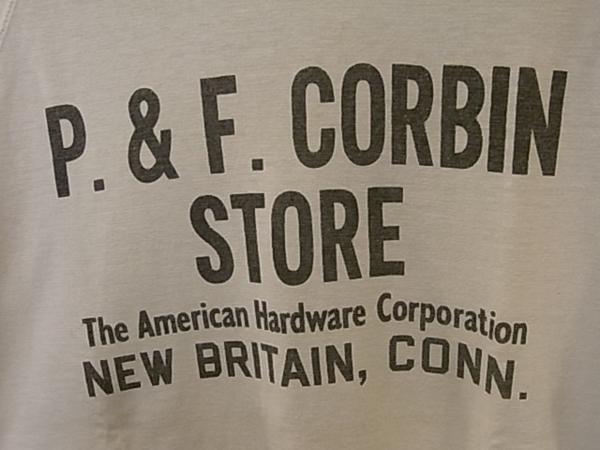 P. & F. CORBIN
STORE
The American Hardware Corporation
NEW BRITAIN, CONN.